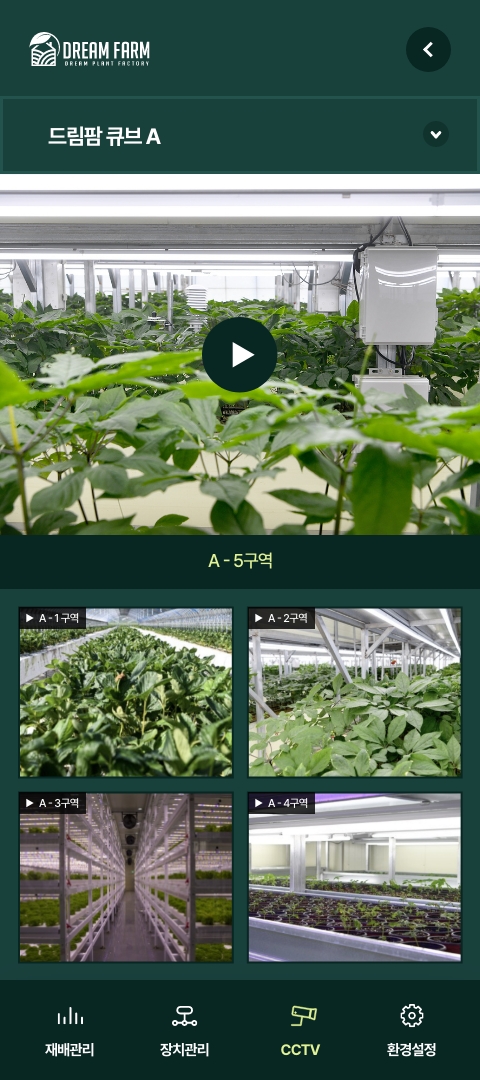 DREAM FARM
DREAM PLANT FACTORY
드림팜 큐브 A
A - 5구역
A - 1구역
A - 2구역
A - 3구역
A - 4구역
재배관리
장치관리
CCTV
환경설정